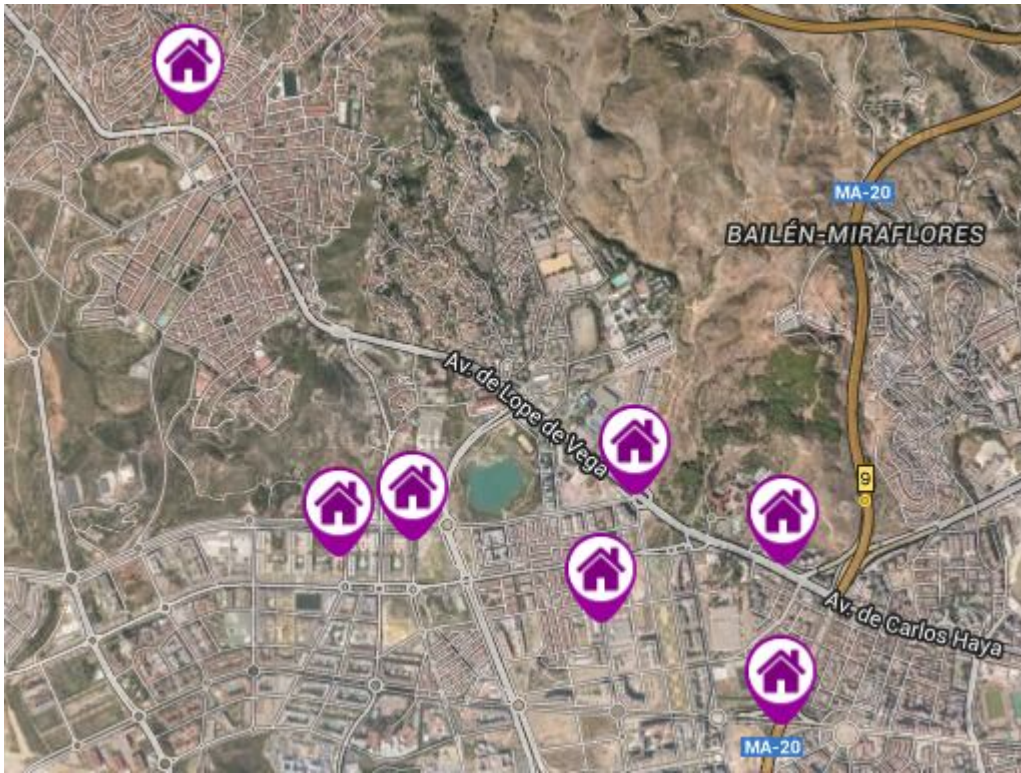 MA-20
BAILÉN-MIRAFLORES
Av. de Lope de Vega
9
Av. de Carlos Haya
MA-20